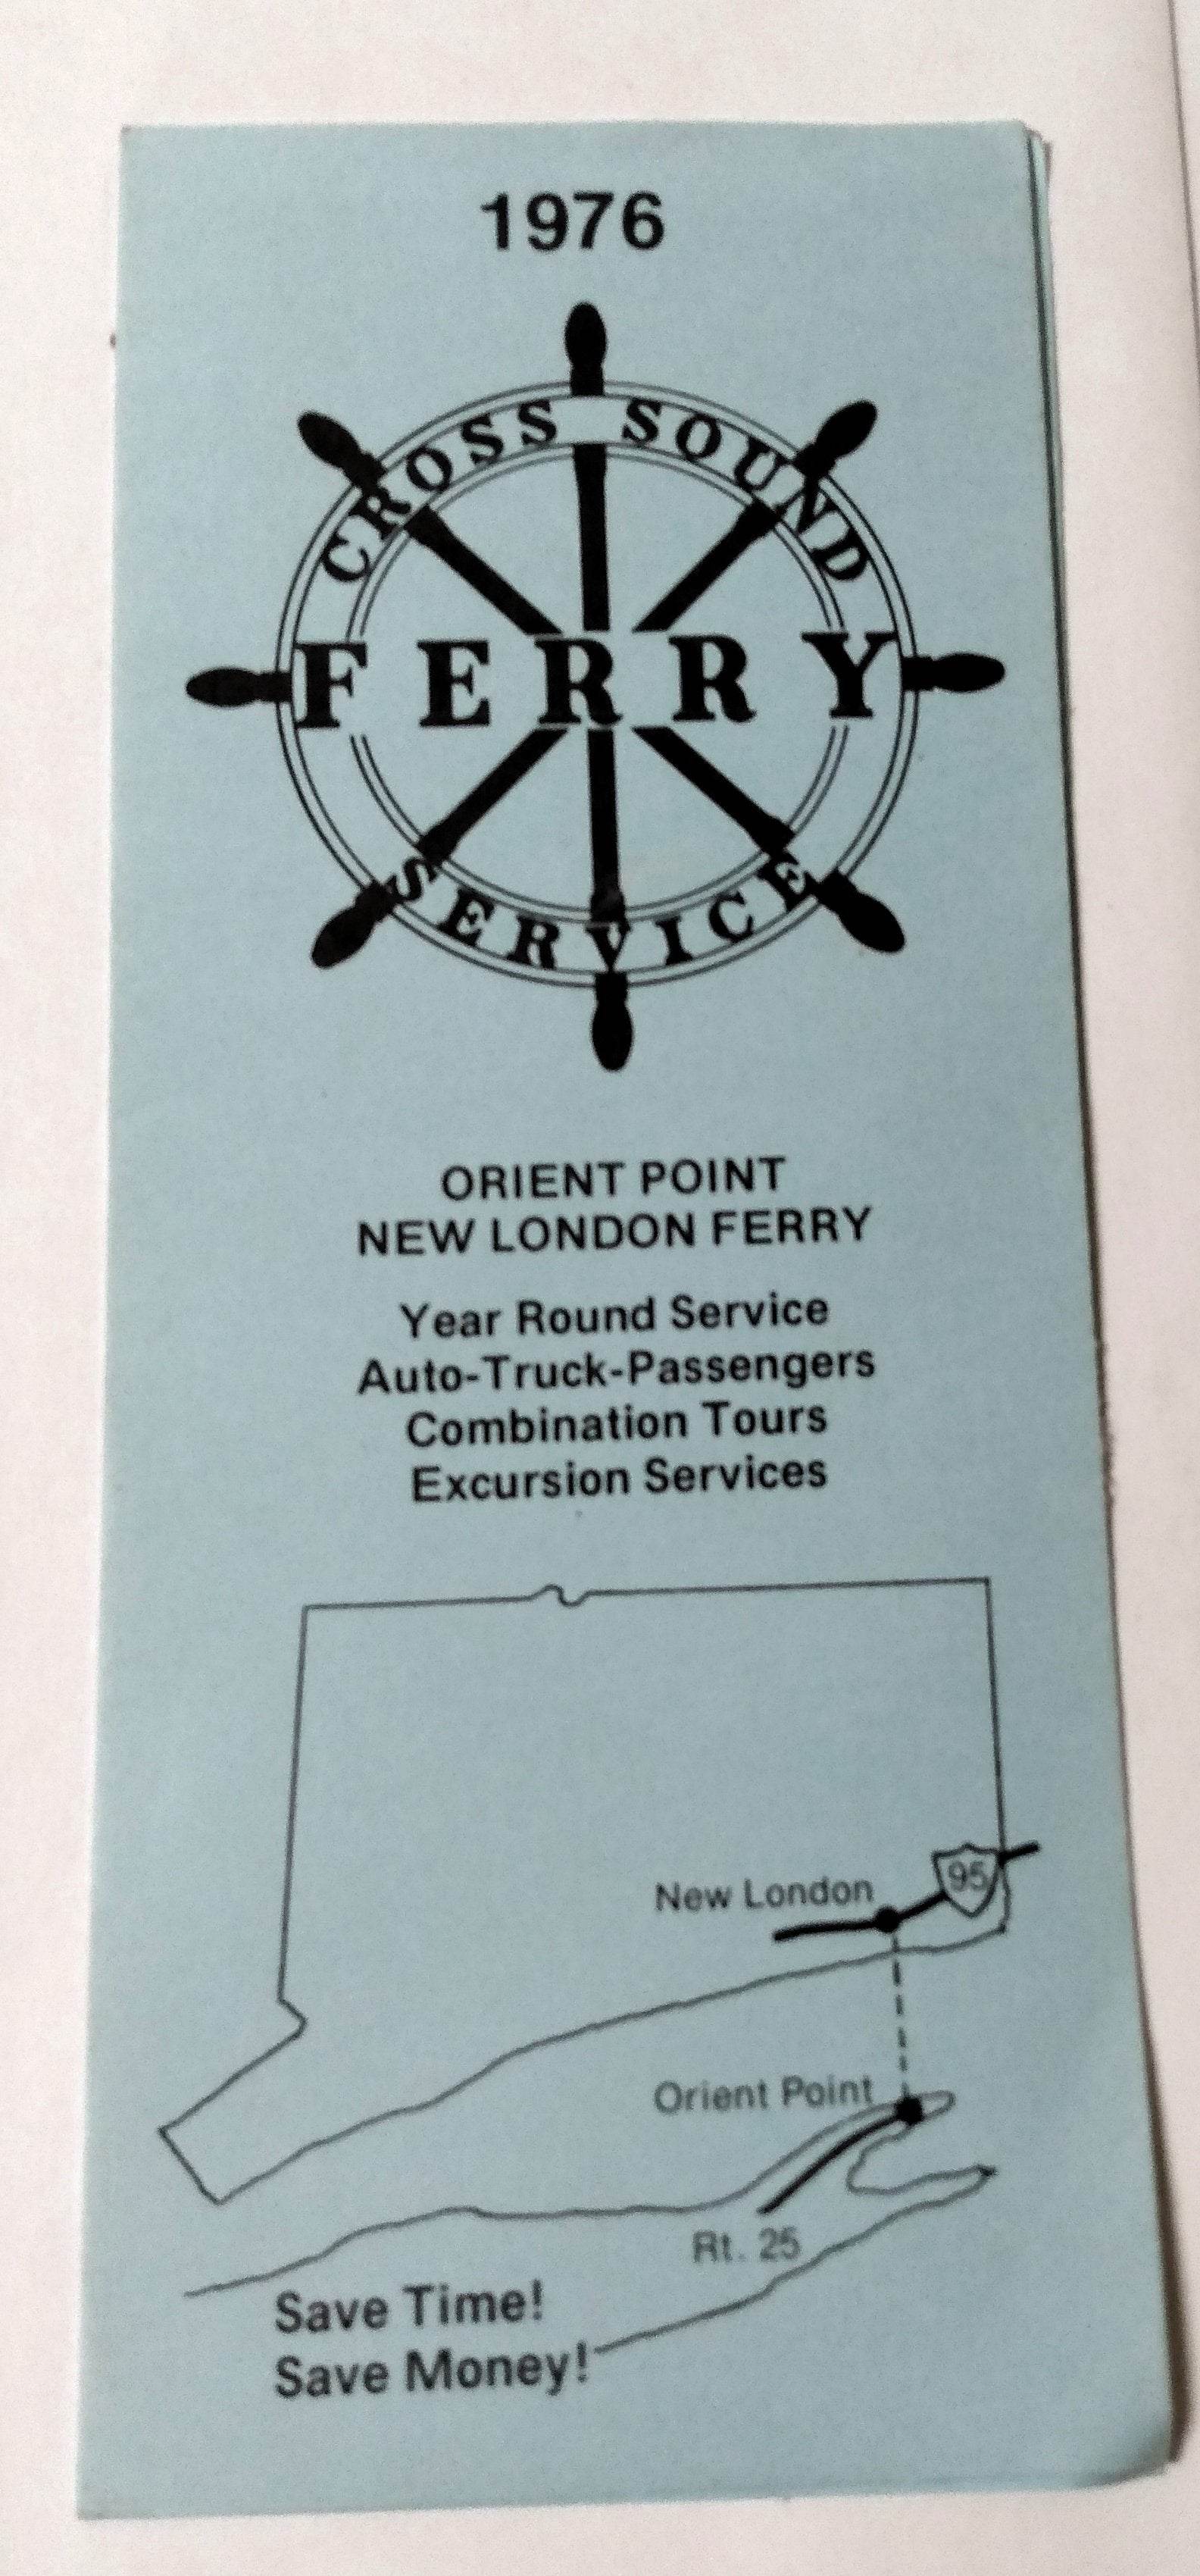 1976
CROSS SOUND
FERRY
SERVICE
ORIENT POINT
NEW LONDON FERRY
Year Round Service
Auto-Truck-Passengers
Combination Tours
Excursion Services
95
New London
Orient Point
Rt. 25
Save Time!
Save Money!